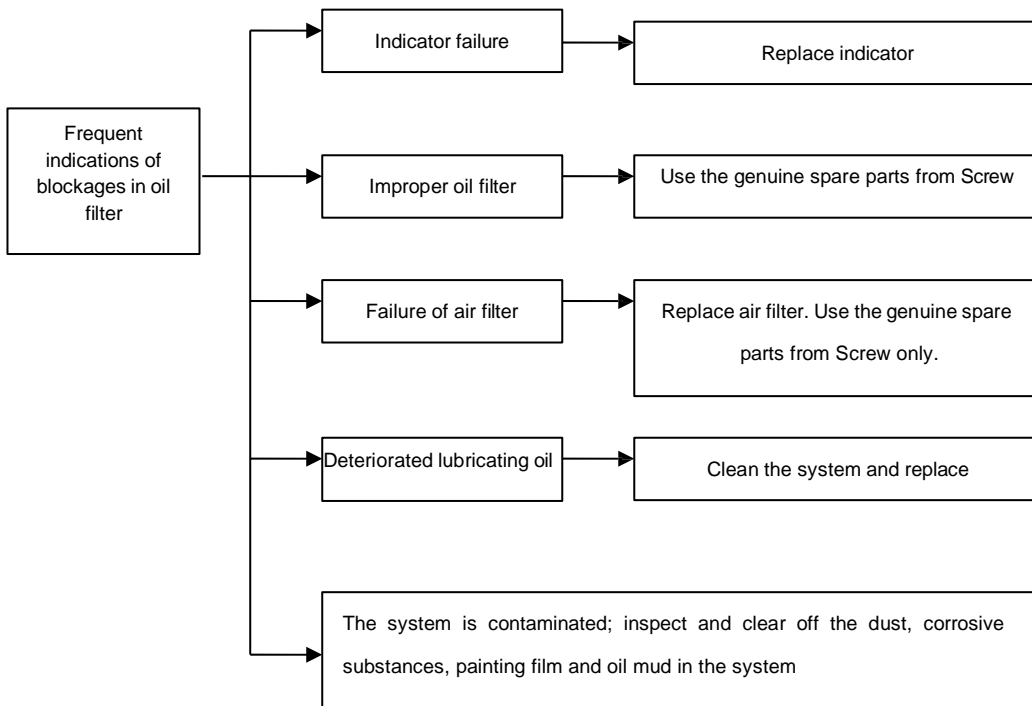 Indicator failure
Replace indicator
Frequent
indications of
blockages in oil
filter
Improper oil filter
Use the genuine spare parts from Screw
Failure of air filter
Replace air filter. Use the genuine spare
parts from Screw only.
Deteriorated lubricating oil
Clean the system and replace
The system is contaminated; inspect and clear off the dust, corrosive
substances, painting film and oil mud in the system